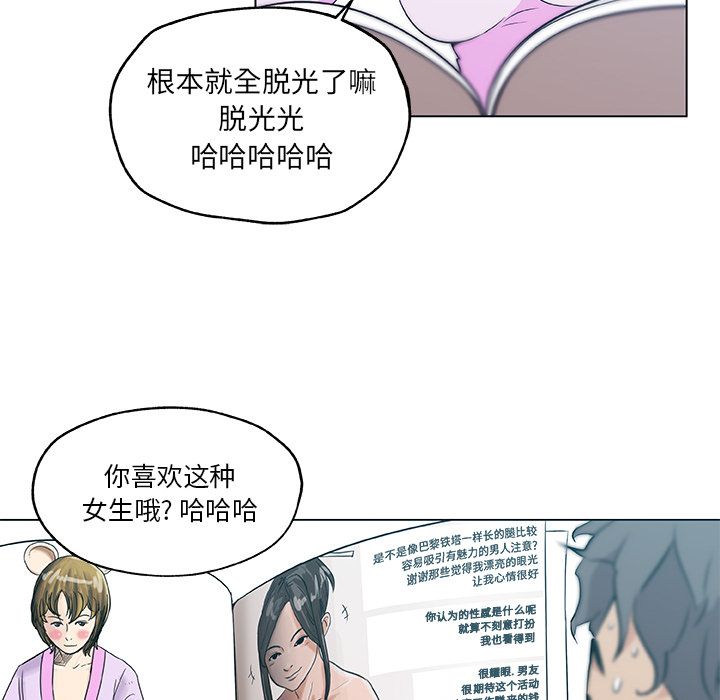 根本就全脱光了嘛
脱光光
哈哈哈哈哈
你喜欢这种
女生哦? 哈哈哈
是不是像巴黎铁塔一样长的腿比较
容易吸引有魅力的男人注意?
谢谢那些觉得我漂亮的眼光
让我心情很好
你认为的性感是什么呢
就算不刻意打扮
我也看得到
很耀眼. 男友
很期待这个活动